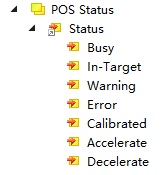 POS Status
Status
Busy
In-Target
Warning
Error
Calibrated
Accelerate
Decelerate